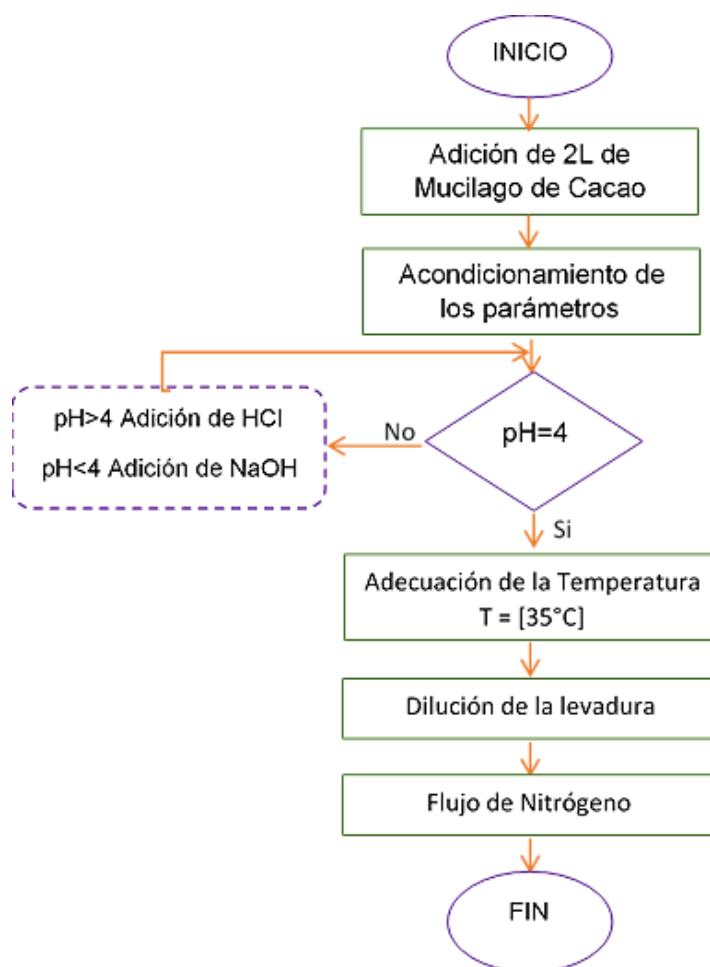 INICIO
Adición de 2L de
Mucilago de Cacao
Acondicionamiento de
los parámetros
pH>4 Adición de HCl
pH<4 Adición de NaOH
No
pH=4
Si
Adecuación de la Temperatura
T = [35°C]
Dilución de la levadura
Flujo de Nitrógeno
FIN